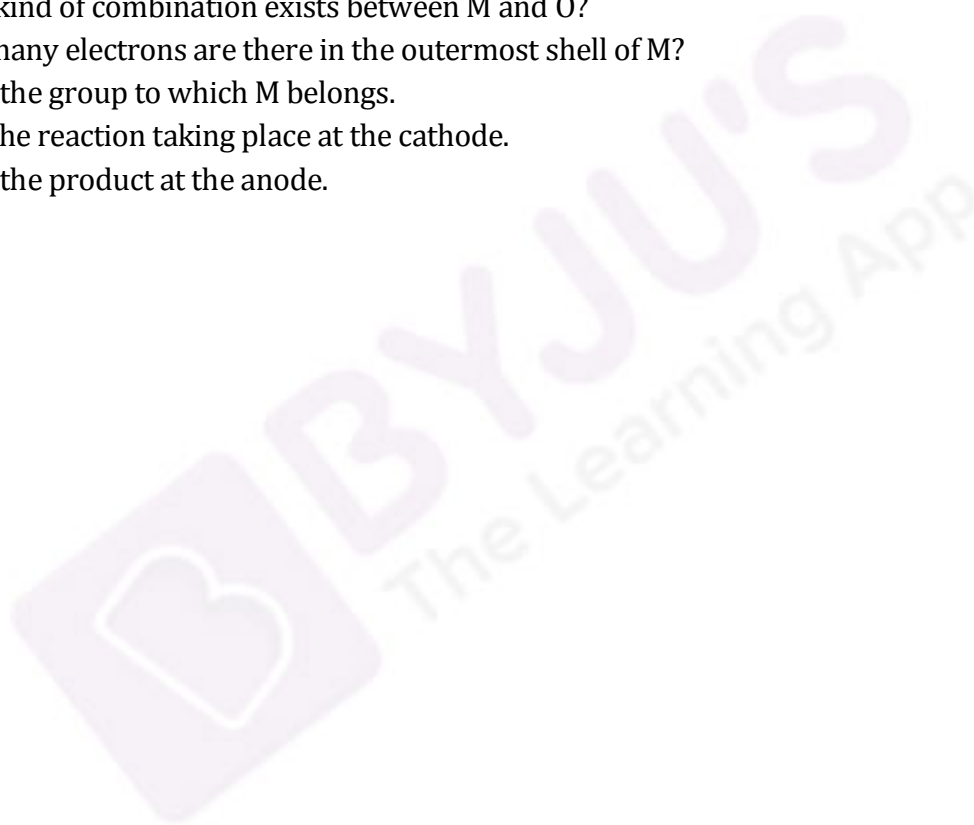 kind of combination exists between M and O?
many electrons are there in the outermost shell of M?
the group to which M belongs.
he reaction taking place at the cathode.
the product at the anode.
BYJU'S
The Learning App